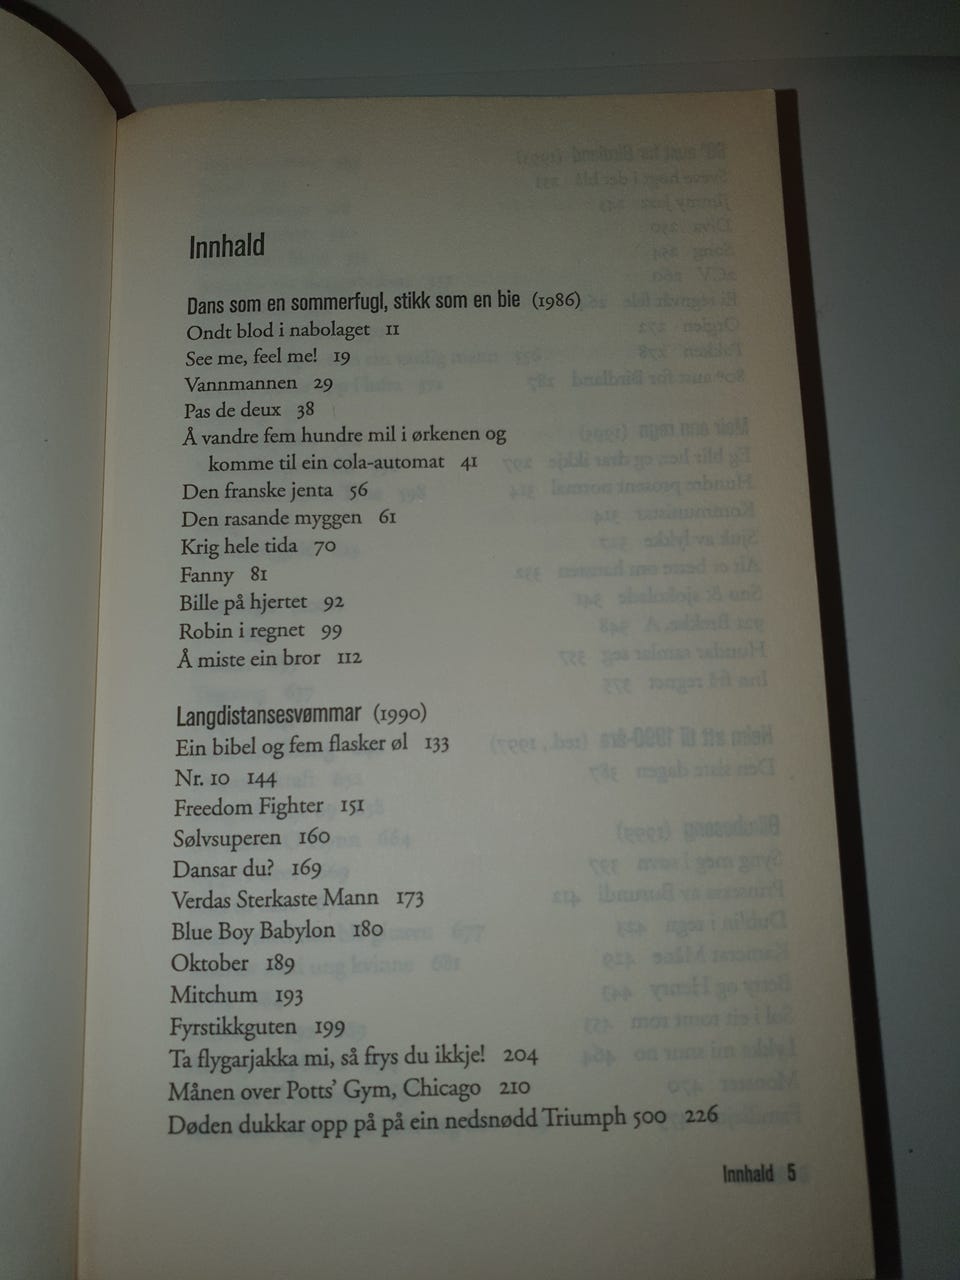 Innhald
Dans som en sommerfugl, stikk som en bie (1986)
Ondt blod i nabolaget 11
See me, feel me! 19
Vannmannen 29
Pas de deux 38
Å vandre fem hundre mil i ørkenen og
komme til ein cola-automat 41
Den franske jenta 56
Den rasande myggen 61
Krig hele tida 70
Fanny 81
Bille på hjertet 92
Robin i regnet 99
Å miste ein bror 112
Langdistansesvømmar (1990)
Ein bibel og fem flasker øl 133
Nr. 10 144
Freedom Fighter 151
Sølvsuperen 160
Dansar du? 169
Verdas Sterkaste Mann 173
Blue Boy Babylon 180
Oktober 189
Mitchum 193
Fyrstikkguten 199
Ta flygarjakka mi, så frys du ikkje! 204
Månen over Potts' Gym, Chicago 210
Døden dukkar opp på på ein nedsnødd Triumph 500 226
Innhald 5